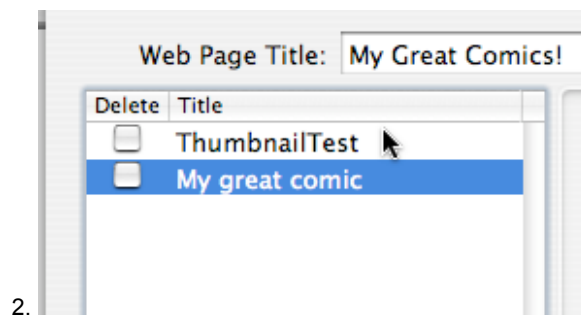 Web Page Title: My Great Comics!
Delete Title
ThumbnailTest
My great comic
2.